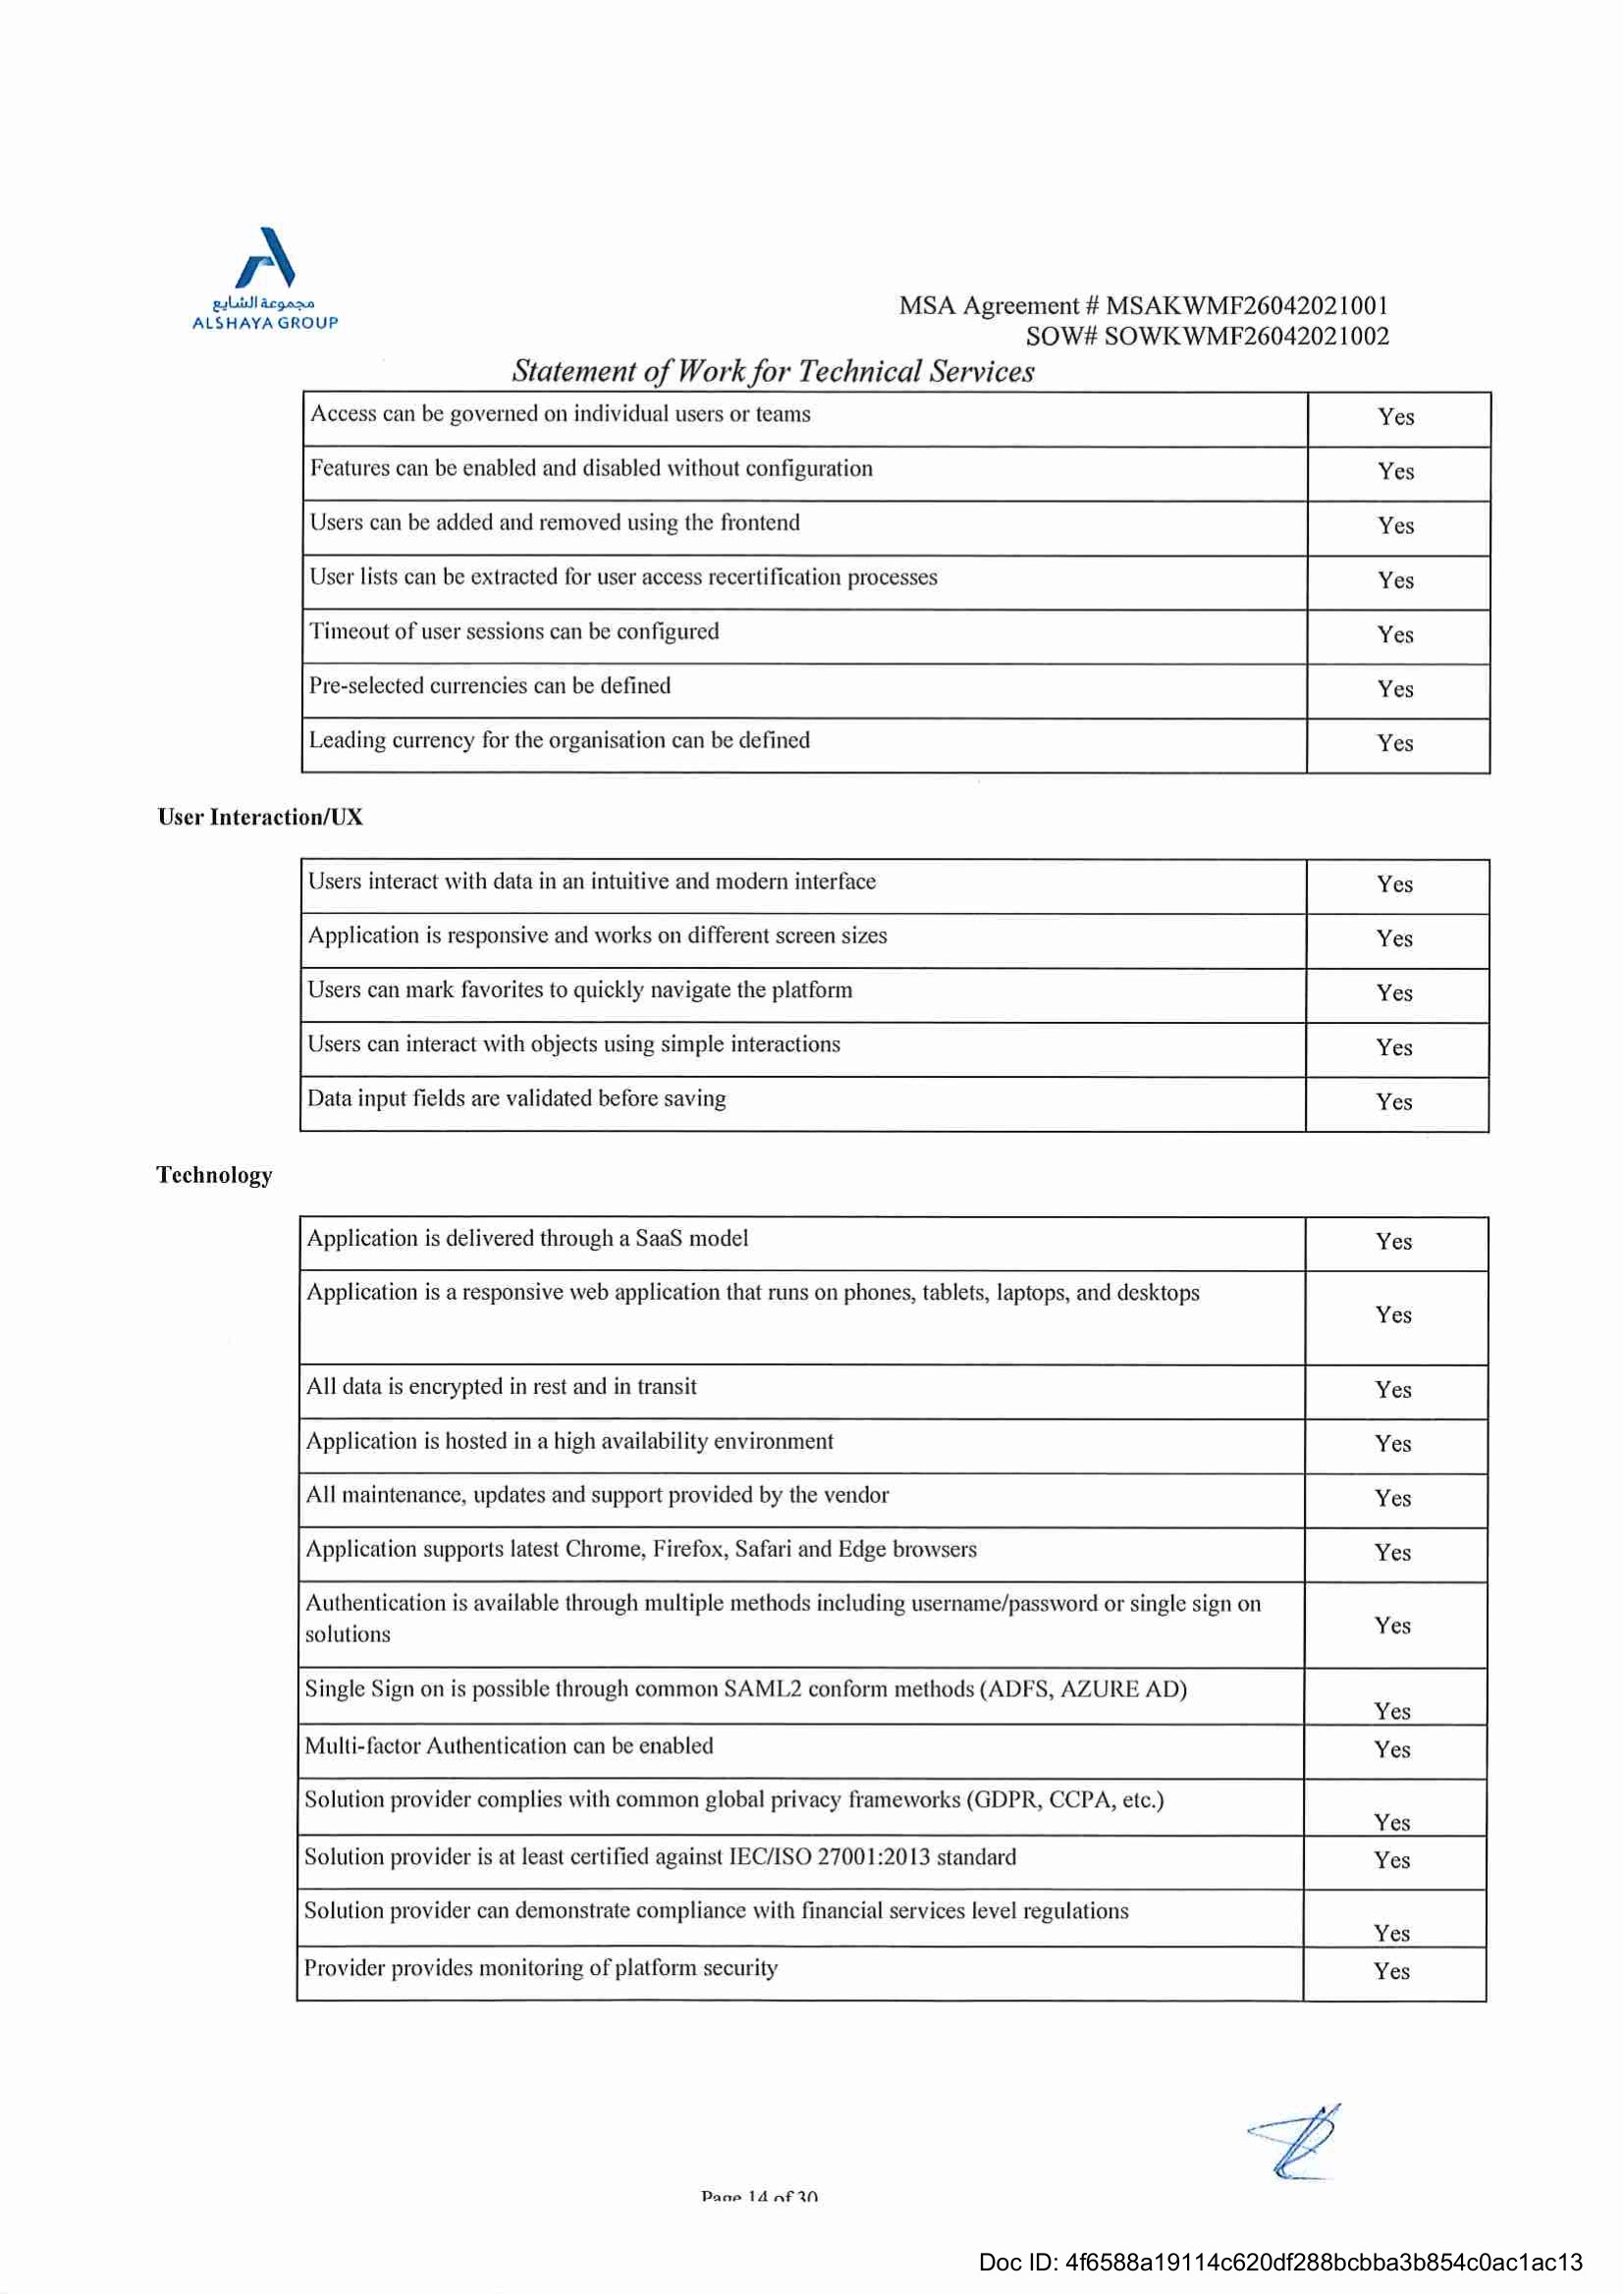 مجموعة الشايع
ALSHAYA GROUP
MSA Agreement # MSAKWMF26042021001
SOW# SOWKWMF26042021002
Statement of Work for Technical Services
Access can be governed on individual users or teams Yes
Features can be enabled and disabled without configuration Yes
Users can be added and removed using the frontend Yes
User lists can be extracted for user access recertification processes Yes
Timeout of user sessions can be configured Yes
Pre-selected currencies can be defined Yes
Leading currency for the organisation can be defined Yes
User Interaction/UX
Users interact with data in an intuitive and modern interface Yes
Application is responsive and works on different screen sizes Yes
Users can mark favorites to quickly navigate the platform Yes
Users can interact with objects using simple interactions Yes
Data input fields are validated before saving Yes
Technology
Application is delivered through a SaaS model Yes
Application is a responsive web application that runs on phones, tablets, laptops, and desktops Yes
All data is encrypted in rest and in transit Yes
Application is hosted in a high availability environment Yes
All maintenance, updates and support provided by the vendor Yes
Application supports latest Chrome, Firefox, Safari and Edge browsers Yes
Authentication is available through multiple methods including username/password or single sign on
solutions Yes
Single Sign on is possible through common SAML2 conform methods (ADFS, AZURE AD) Yes
Multi-factor Authentication can be enabled Yes
Solution provider complies with common global privacy frameworks (GDPR, CCPA, etc.) Yes
Solution provider is at least certified against IEC/ISO 27001:2013 standard Yes
Solution provider can demonstrate compliance with financial services level regulations Yes
Provider provides monitoring of platform security Yes
Page 14 of 30
Doc ID: 4f6588a19114c620df288bcbba3b854c0ac1ac13